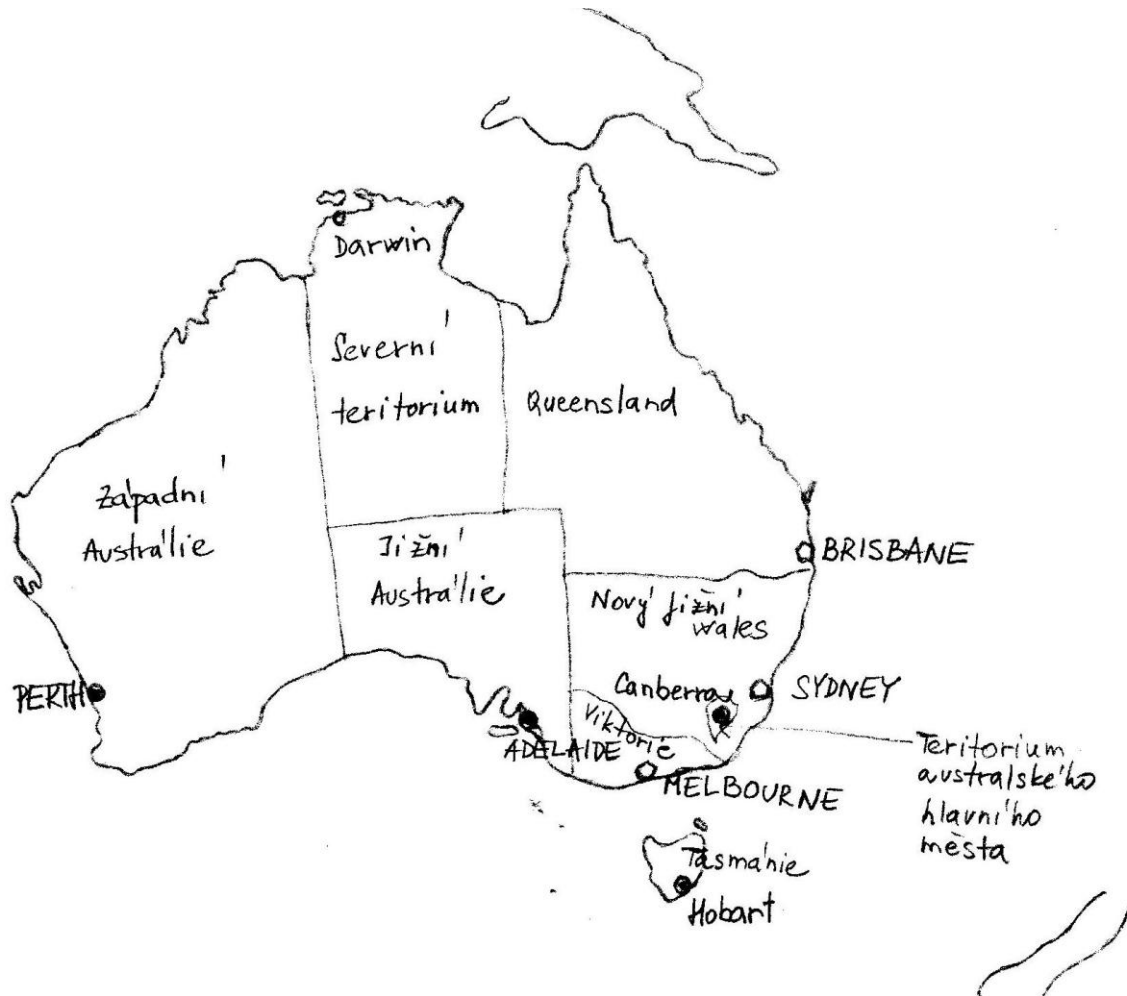 Darwin
Severní
teritorium
Queensland
Západní
Austrálie
Jižní
Austrálie
BRISBANE
Nový Jižní
Wales
PERTH
Canberra
SYDNEY
Viktorie
ADELAIDE
MELBOURNE
Teritorium
australského
hlavního
města
Tasmánie
Hobart